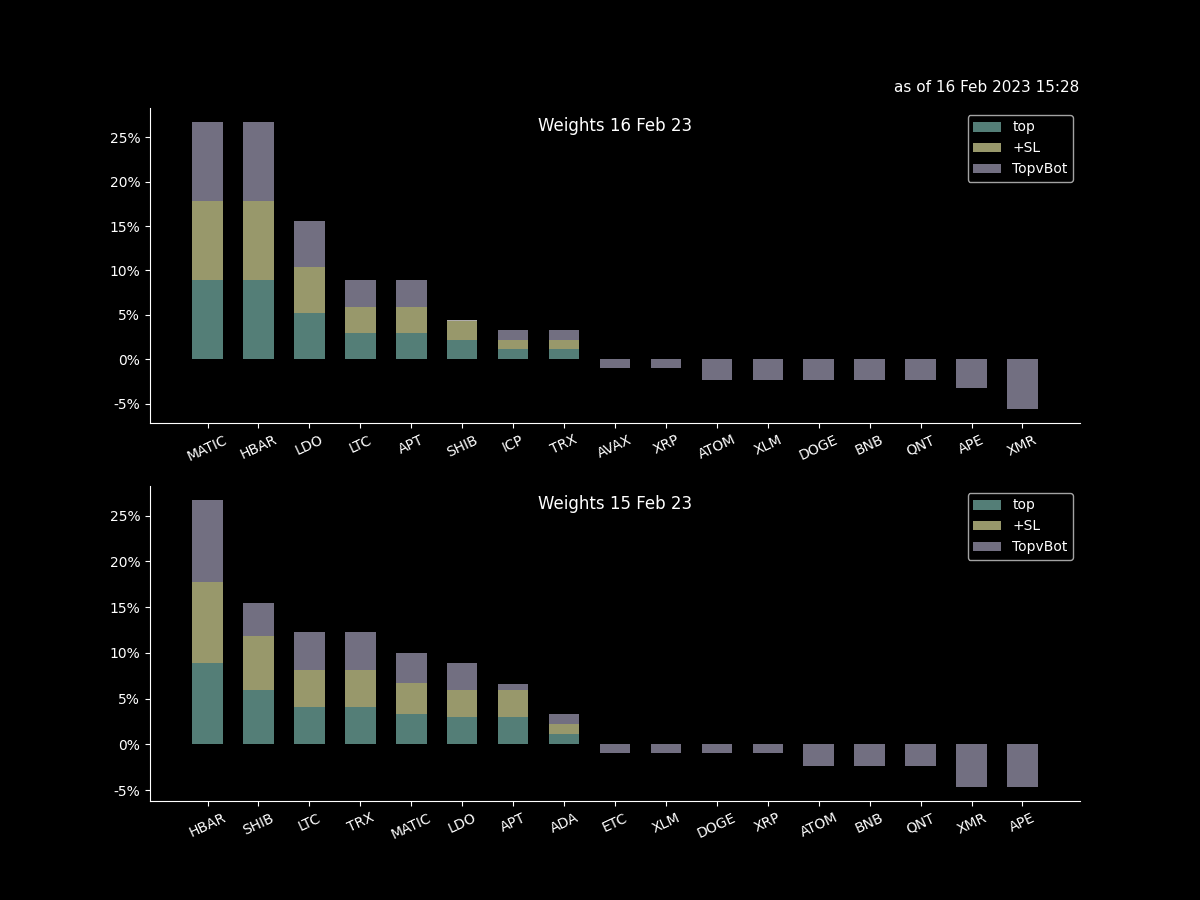 as of 16 Feb 2023 15:28
Weights 16 Feb 23
top
+SL
TopvBot
25%
20%
15%
10%
5%
0%
-5%
MATIC HBAR LDO LTC APT SHIB ICP TRX AVAX XRP ATOM XLM DOGE BNB QNT APE XMR
Weights 15 Feb 23
top
+SL
TopvBot
25%
20%
15%
10%
5%
0%
-5%
HBAR SHIB LTC TRX MATIC LDO APT ADA ETC XLM DOGE XRP ATOM BNB QNT XMR APE